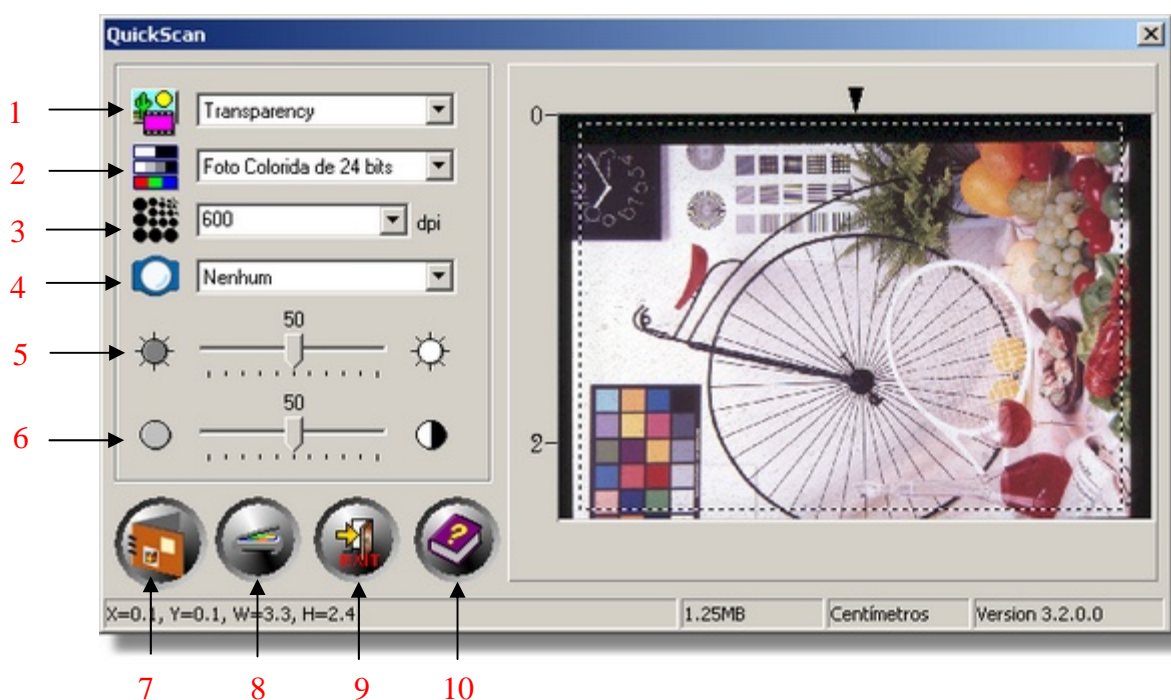 QuickScan
1
Transparency
2
Foto Colorida de 24 bits
3
600 dpi
4
Nenhum
50
5
50
6
0
2
EXIT
?
X=0.1, Y=0.1, W=3.3, H=2.4
1.25MB
Centímetros
Version 3.2.0.0
7 8 9 10